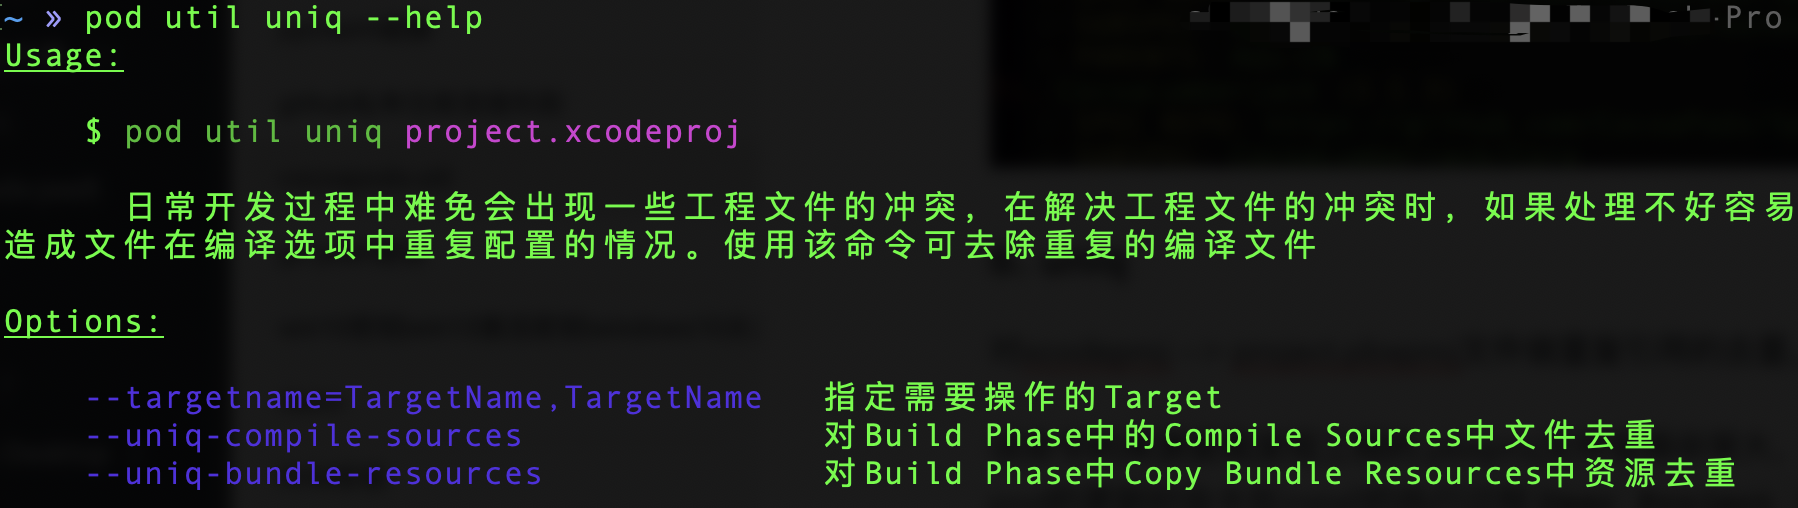 ~ » pod util uniq --help
Pro
Usage:
$ pod util uniq project.xcodeproj
日常开发过程中难免会出现一些工程文件的冲突，在解决工程文件的冲突时，如果处理不好容易
造成文件在编译选项中重复配置的情况。使用该命令可去除重复的编译文件
Options:
--targetname=TargetName,TargetName 指定需要操作的Target
--uniq-compile-sources 对Build Phase中的Compile Sources中文件去重
--uniq-bundle-resources 对Build Phase中Copy Bundle Resources中资源去重